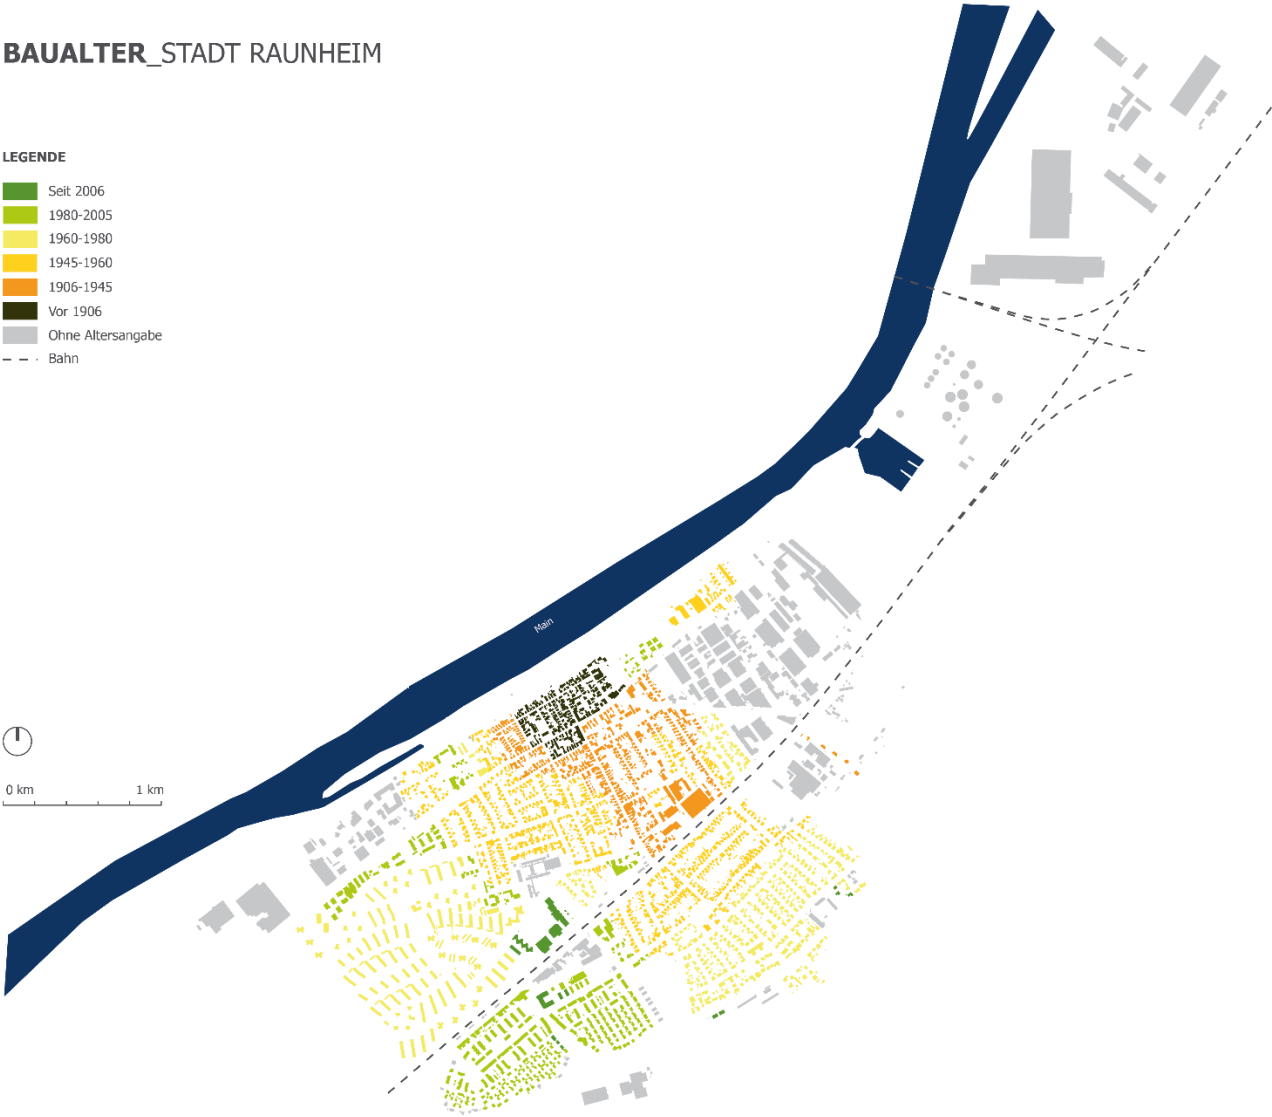 BAUALTER_STADT RAUNHEIM
LEGENDE
Seit 2006
1980-2005
1960-1980
1945-1960
1906-1945
Vor 1906
Ohne Altersangabe
Bahn
Main
0 km
1 km